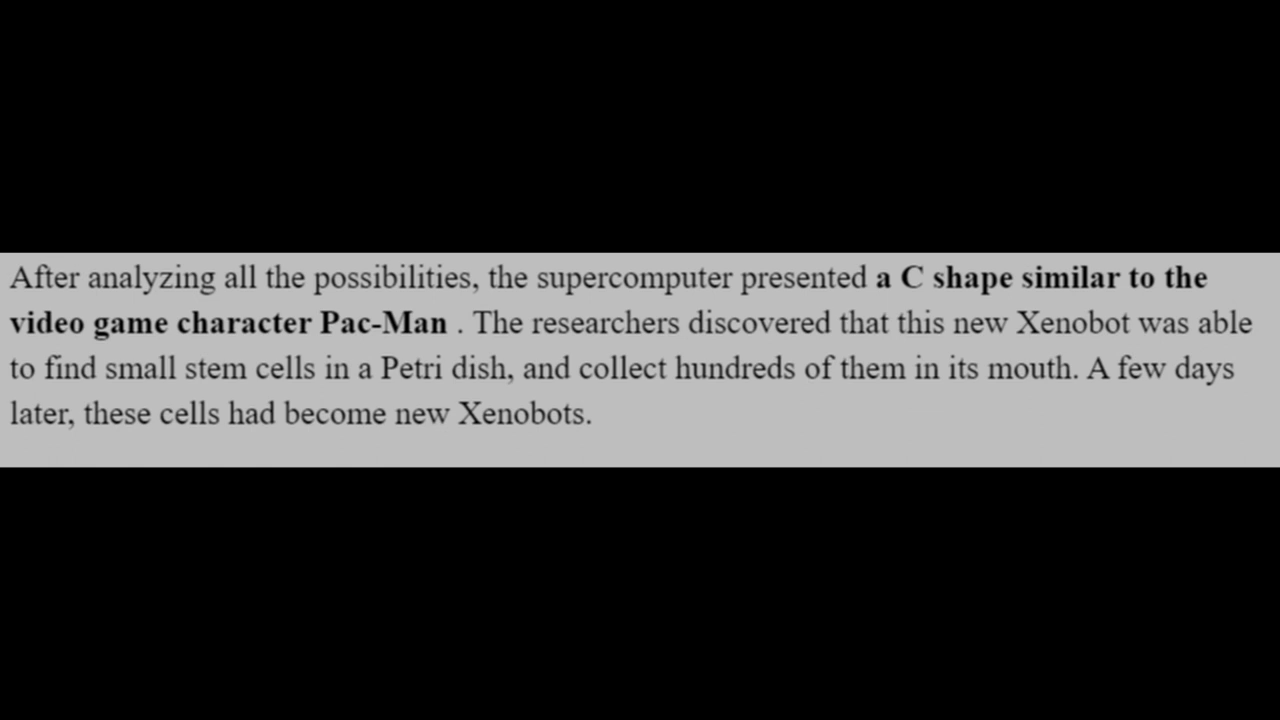 After analyzing all the possibilities, the supercomputer presented a C shape similar to the
video game character Pac-Man . The researchers discovered that this new Xenobot was able
to find small stem cells in a Petri dish, and collect hundreds of them in its mouth. A few days
later, these cells had become new Xenobots.